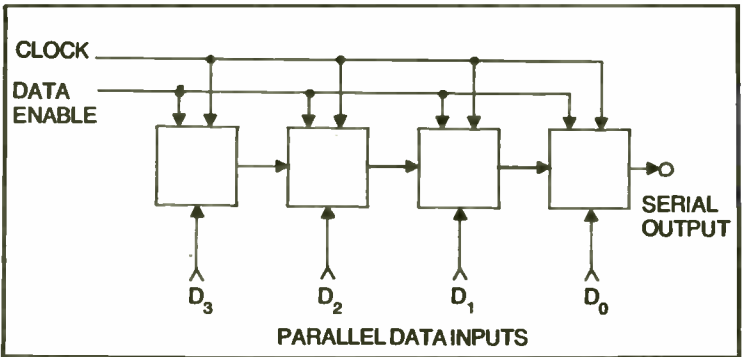 CLOCK
DATA
ENABLE
SERIAL
OUTPUT
D3 D2 D1 D0
PARALLEL DATA INPUTS